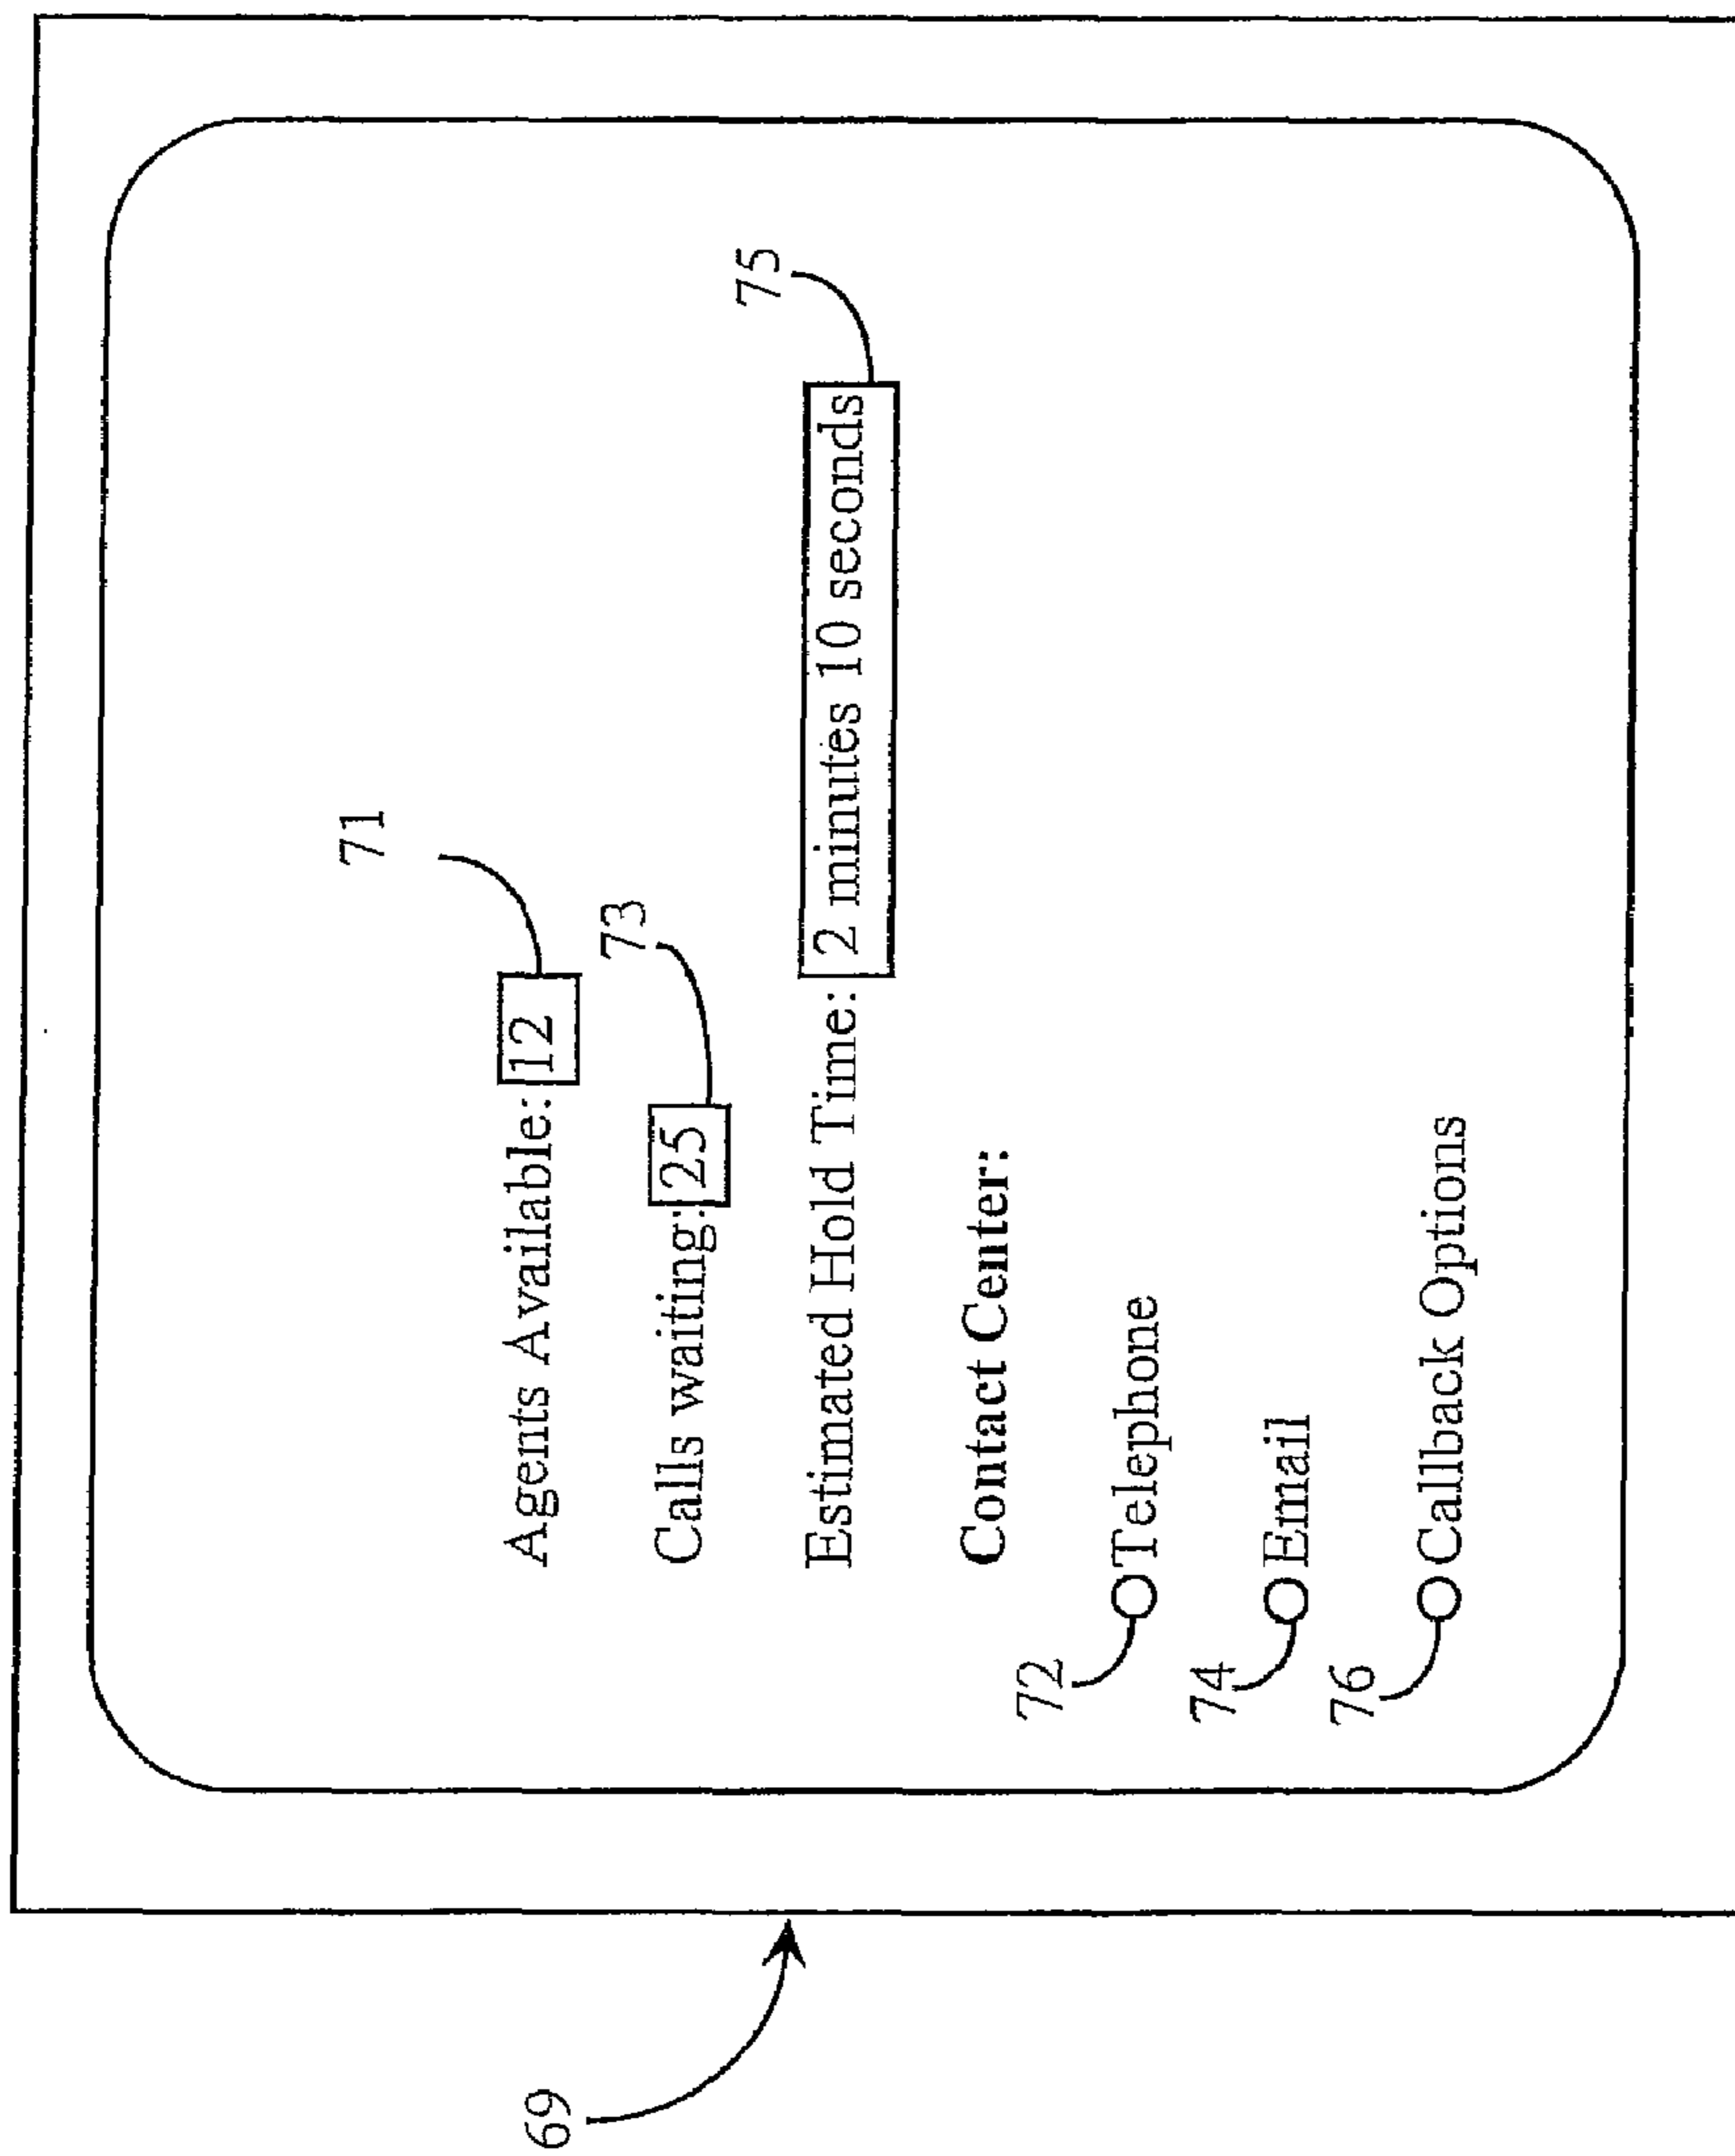 71
Agents Available: 12
73
Calls waiting: 25
75
Estimated Hold Time: 2 minutes 10 seconds
Contact Center:
72
Telephone
74
Email
76
Callback Options
69